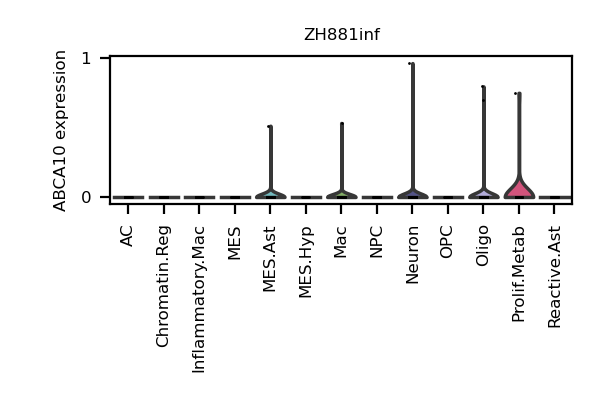 ZH881inf
ABCA10 expression
1
0
AC
Chromatin.Reg
Inflammatory.Mac
MES
MES.Ast
MES.Hyp
Mac
NPC
Neuron
OPC
Oligo
Prolif.Metab
Reactive.Ast